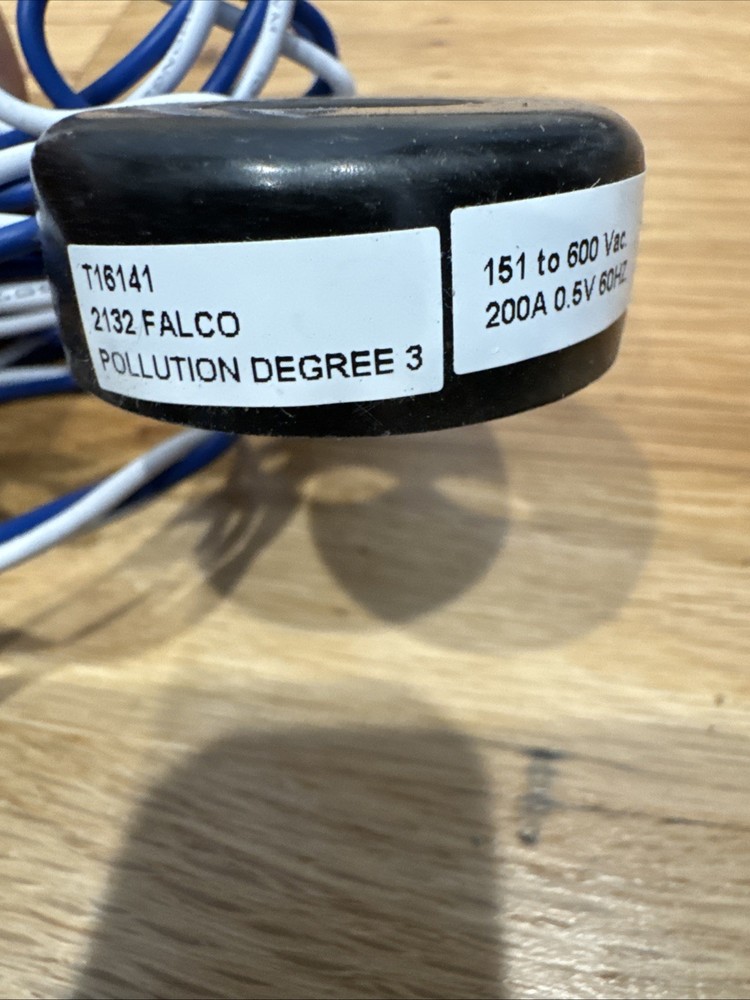 T16141
2132 FALCO
POLLUTION DEGREE 3
151 to 600 Vac.
200A 0.5V 60HZ